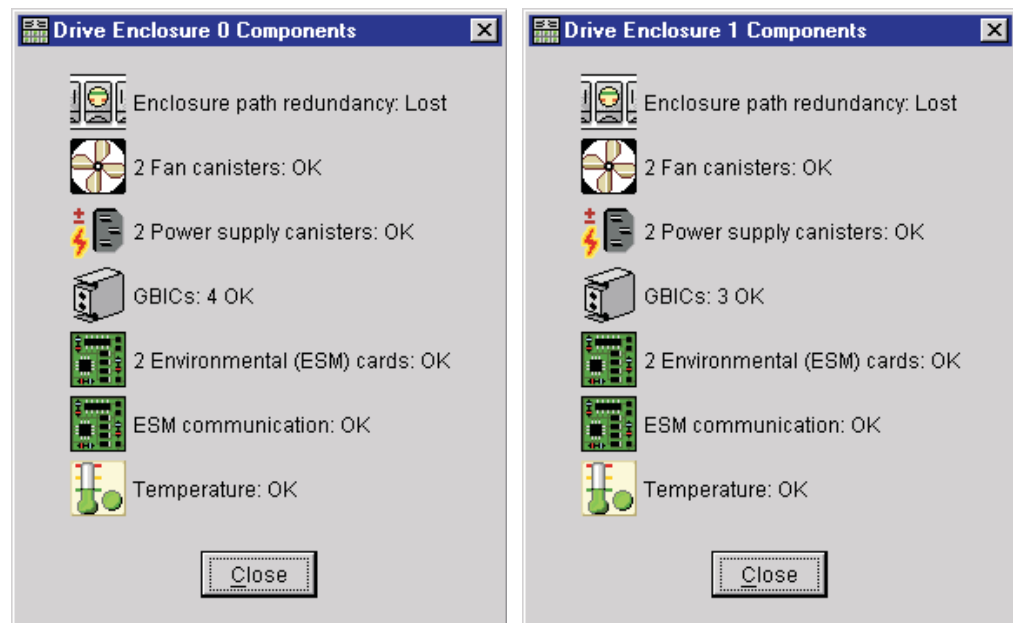 Drive Enclosure 0 Components
Enclosure path redundancy: Lost
2 Fan canisters: OK
2 Power supply canisters: OK
GBICs: 4 OK
2 Environmental (ESM) cards: OK
ESM communication: OK
Temperature: OK
Close
Drive Enclosure 1 Components
Enclosure path redundancy: Lost
2 Fan canisters: OK
2 Power supply canisters: OK
GBICs: 3 OK
2 Environmental (ESM) cards: OK
ESM communication: OK
Temperature: OK
Close